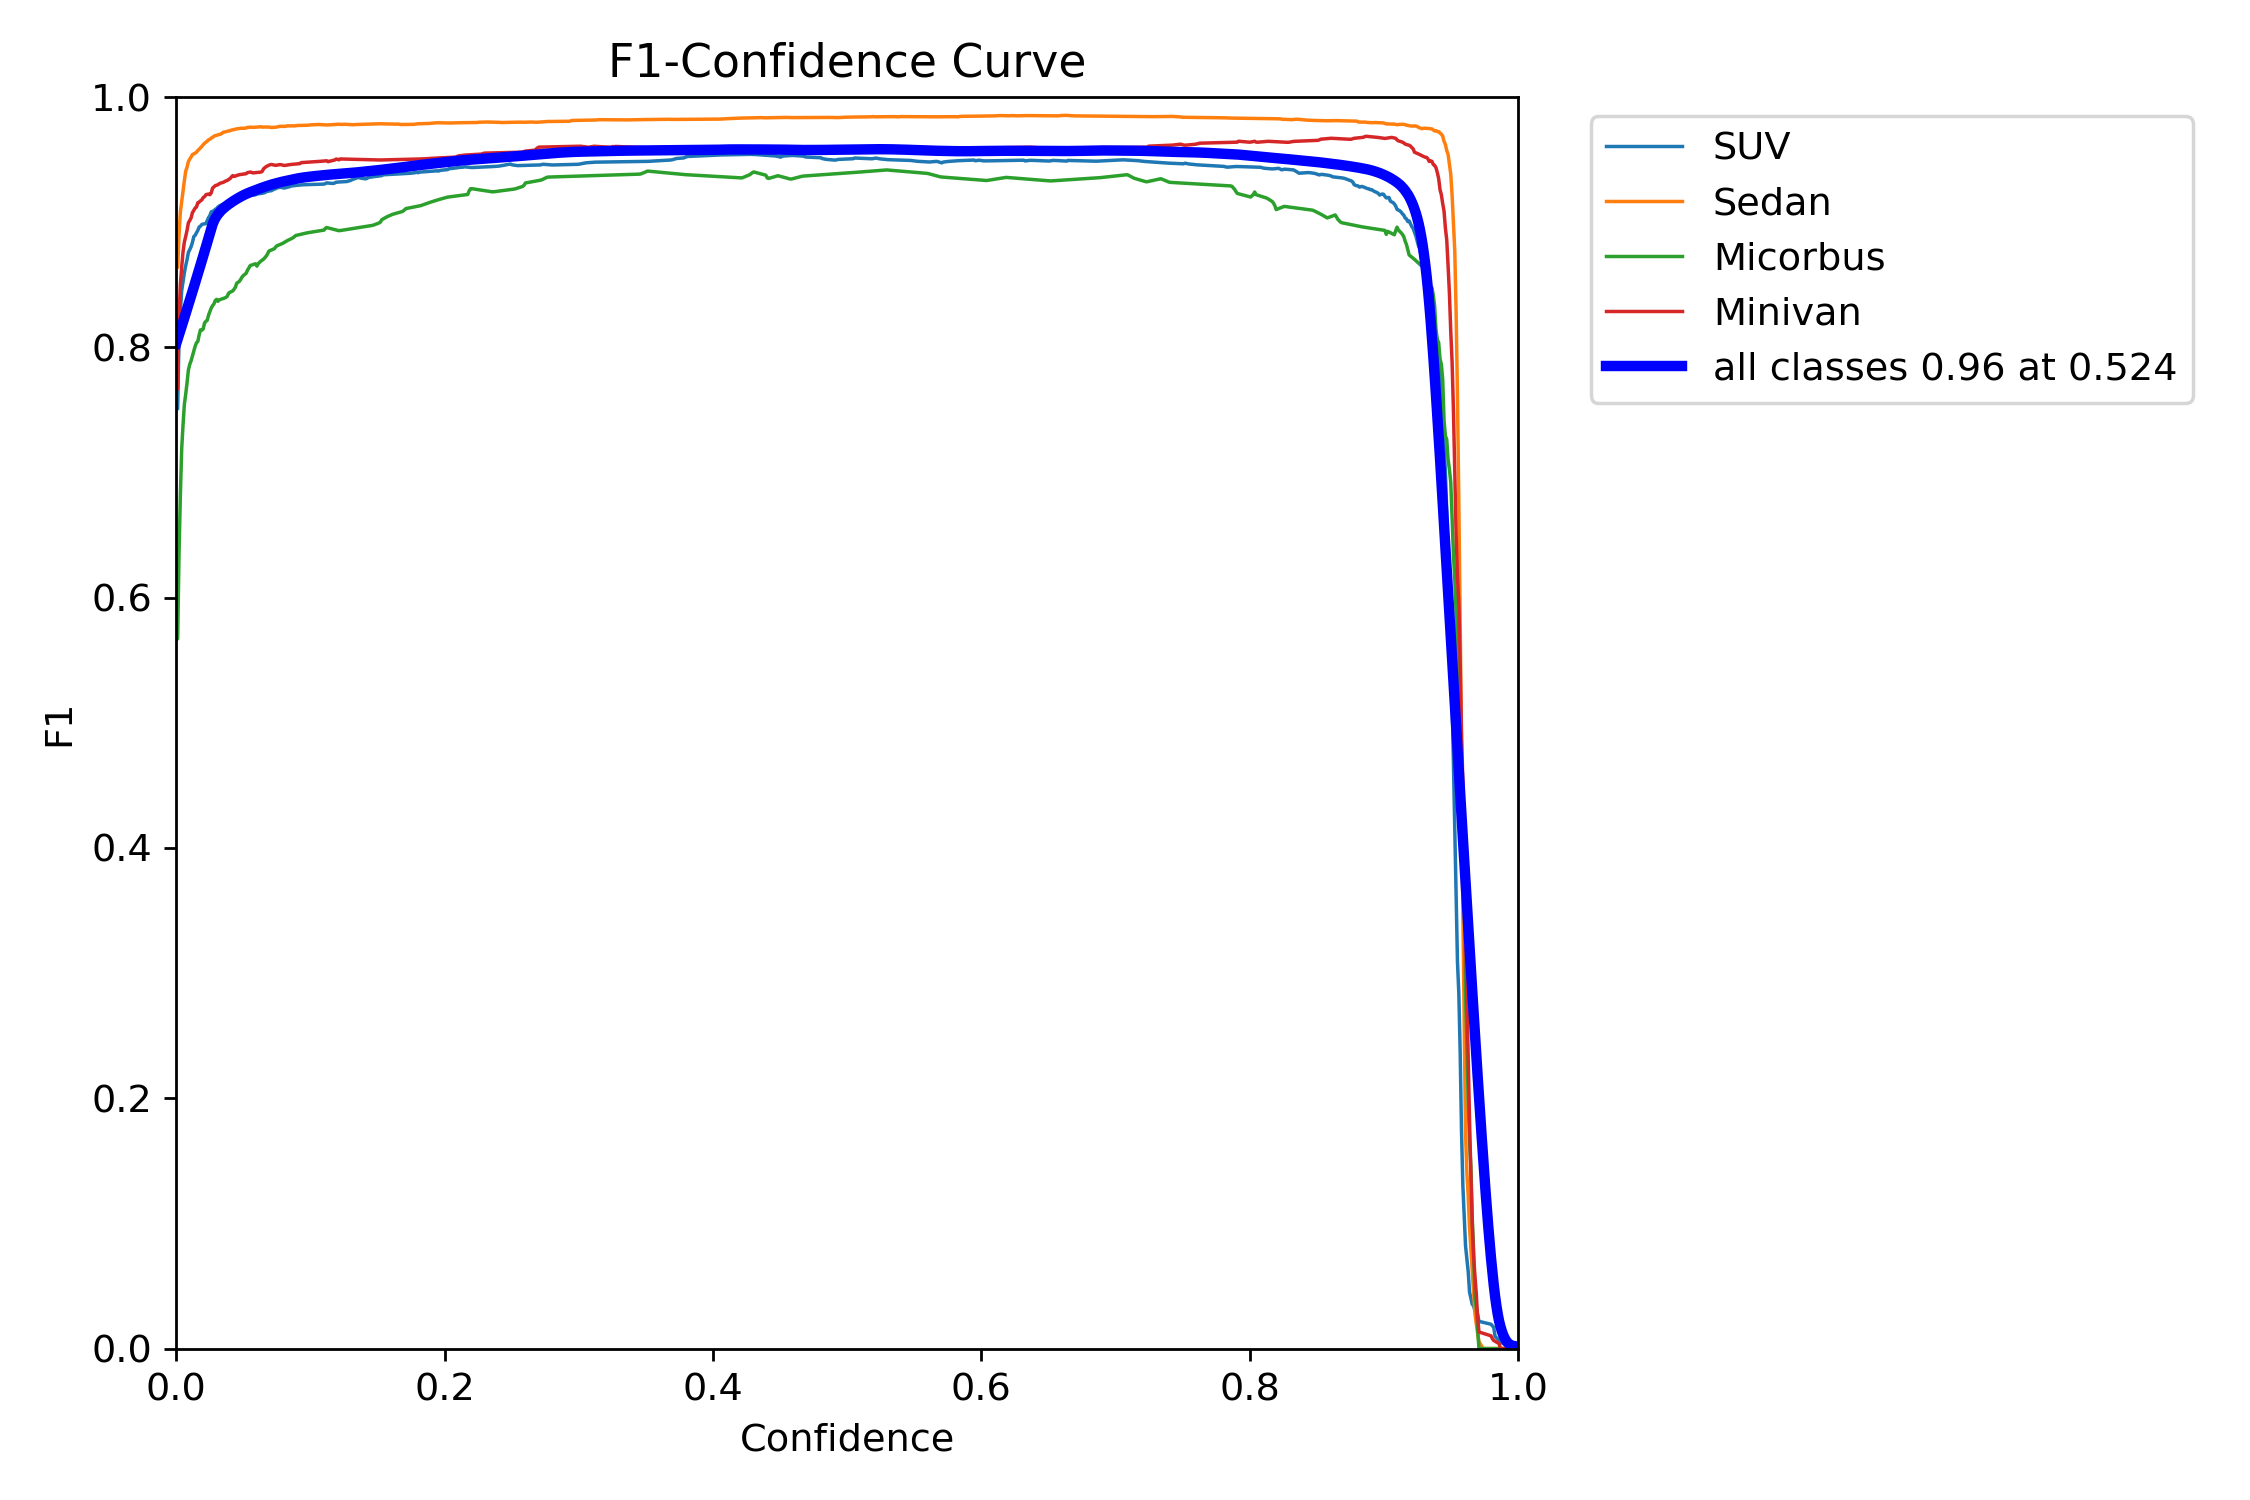 F1-Confidence Curve
1.0
0.8
0.6
0.4
0.2
0.0
F1
0.0 0.2 0.4 0.6 0.8 1.0
Confidence
SUV
Sedan
Micorbus
Minivan
all classes 0.96 at 0.524